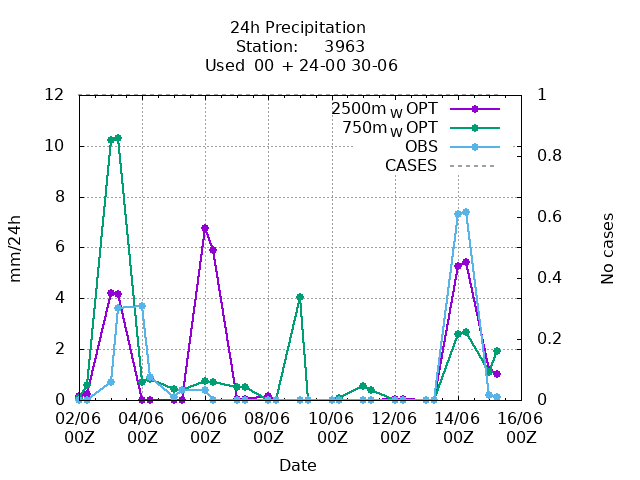 24h Precipitation
Station: 3963
Used 00 + 24-00 30-06
mm/24h
12
10
8
6
4
2
0
1
0.8
0.6
0.4
0.2
0
No cases
2500m_W OPT
750m_W OPT
OBS
CASES
02/06 04/06 06/06 08/06 10/06 12/06 14/06 16/06
00Z 00Z 00Z 00Z 00Z 00Z 00Z 00Z
Date